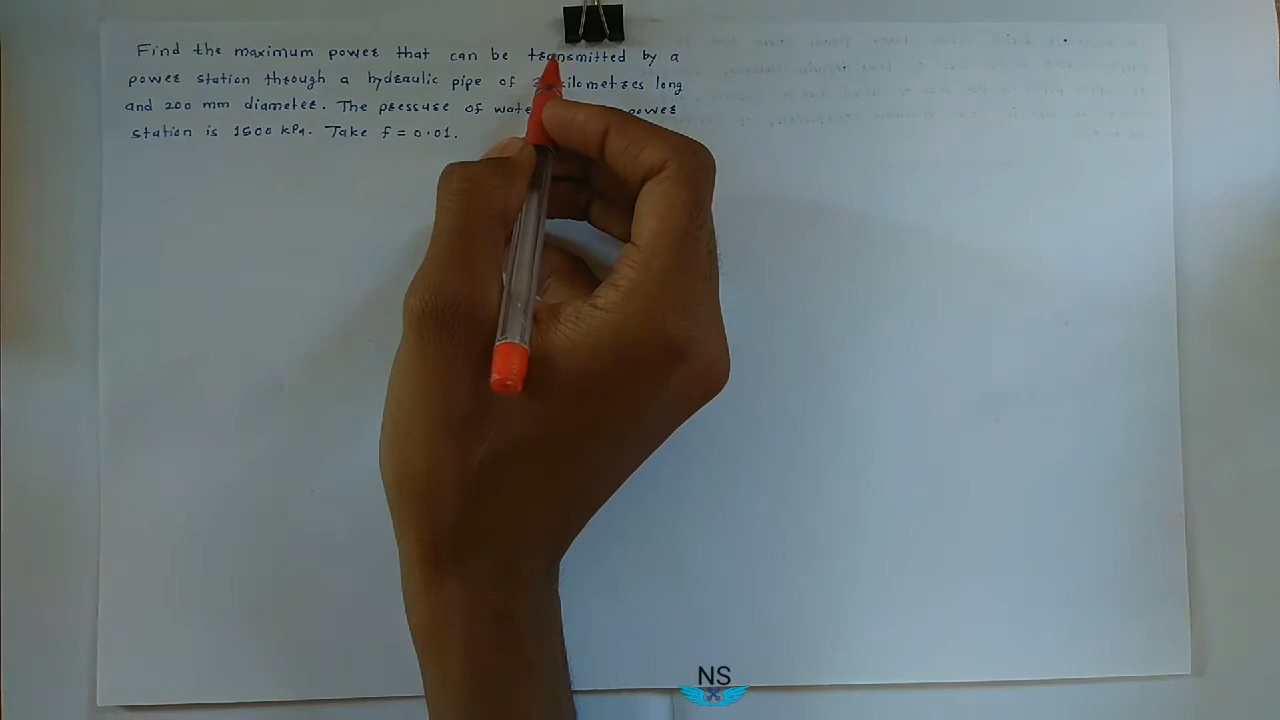 Find the maximum power that can be transmitted by a
power station through a hydraulic pipe of kilometres long
and 200 mm diameter. The pressure of power
station is 1500 kPa. Take f = 0.01.
NS